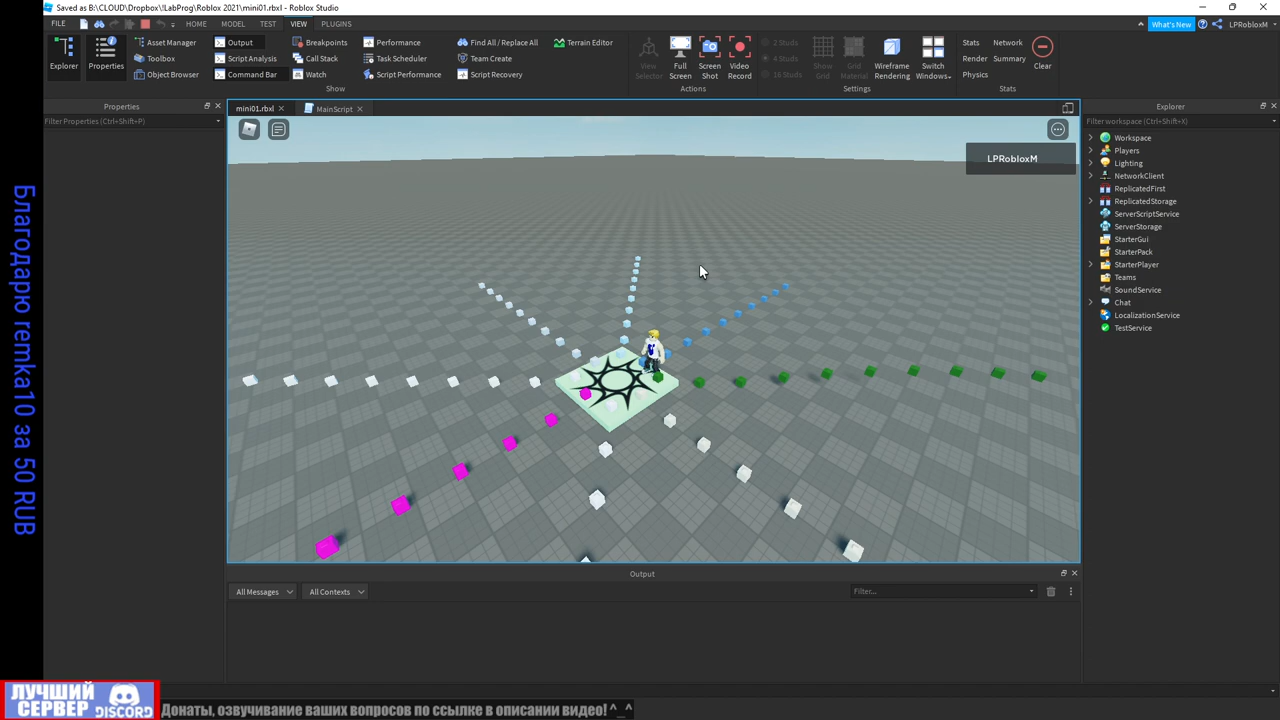 Saved as B:\CLOUD\Dropbox\!LabProg\Roblox 2021\mini01.rbxl - Roblox Studio
FILE HOME MODEL TEST VIEW PLUGINS What's New LPRobloxM
Explorer
Properties
Asset Manager
Toolbox
Object Browser
Output
Script Analysis
Command Bar
Breakpoints
Call Stack
Watch
Performance
Task Scheduler
Script Performance
Find All / Replace All
Team Create
Script Recovery
Terrain Editor
Show
View Selector
Full Screen
Screen Shot
Video Record
Actions
2 Studs
4 Studs
16 Studs
Show Grid
Grid Material
Wireframe Rendering
Switch Windows
Settings
Stats
Render
Physics
Network
Summary
Clear
Stats
Properties
Filter Properties (Ctrl+Shift+P)
mini01.rbxl
MainScript
LPRobloxM
Explorer
Filter workspace (Ctrl+Shift+X)
Workspace
Players
Lighting
NetworkClient
ReplicatedFirst
ReplicatedStorage
ServerScriptService
ServerStorage
StarterGui
StarterPack
StarterPlayer
Teams
SoundService
Chat
LocalizationService
TestService
Output
All Messages
All Contexts
Filter...
Благодарю remka10 за 50 RUB
ЛУЧШИЙ
СЕРВЕР DISCORD
Донаты, озвучивание ваших вопросов по ссылке в описании видео! ^_^